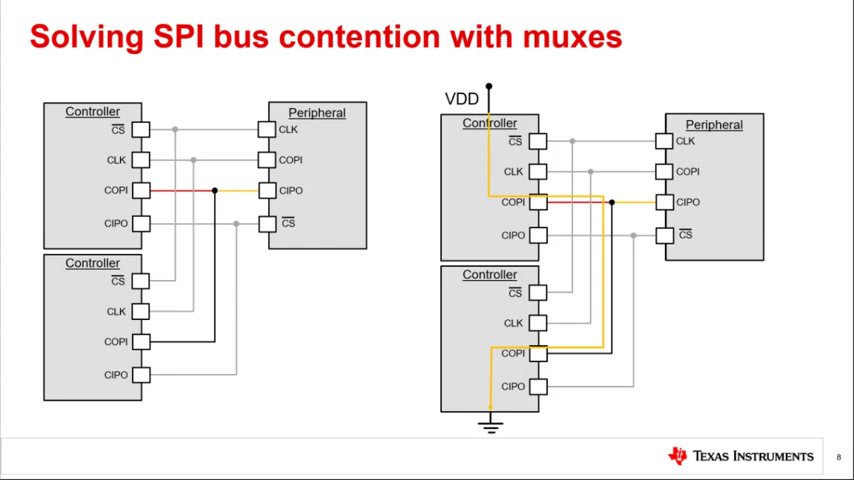 Solving SPI bus contention with muxes
Controller
CS
CLK
COPI
CIPO
Controller
CS
CLK
COPI
CIPO
Peripheral
CLK
COPI
CIPO
CS
VDD
Controller
CS
CLK
COPI
CIPO
Controller
CS
CLK
COPI
CIPO
Peripheral
CLK
COPI
CIPO
CS
TEXAS INSTRUMENTS
8